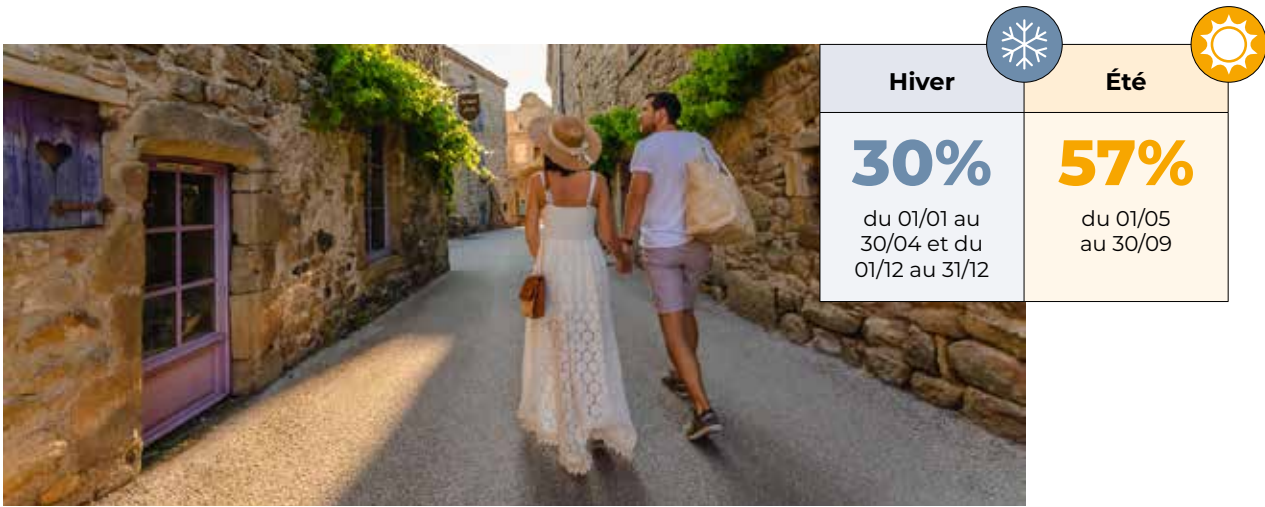 Hiver
Été
30%
du 01/01 au
30/04 et du
01/12 au 31/12
57%
du 01/05
au 30/09